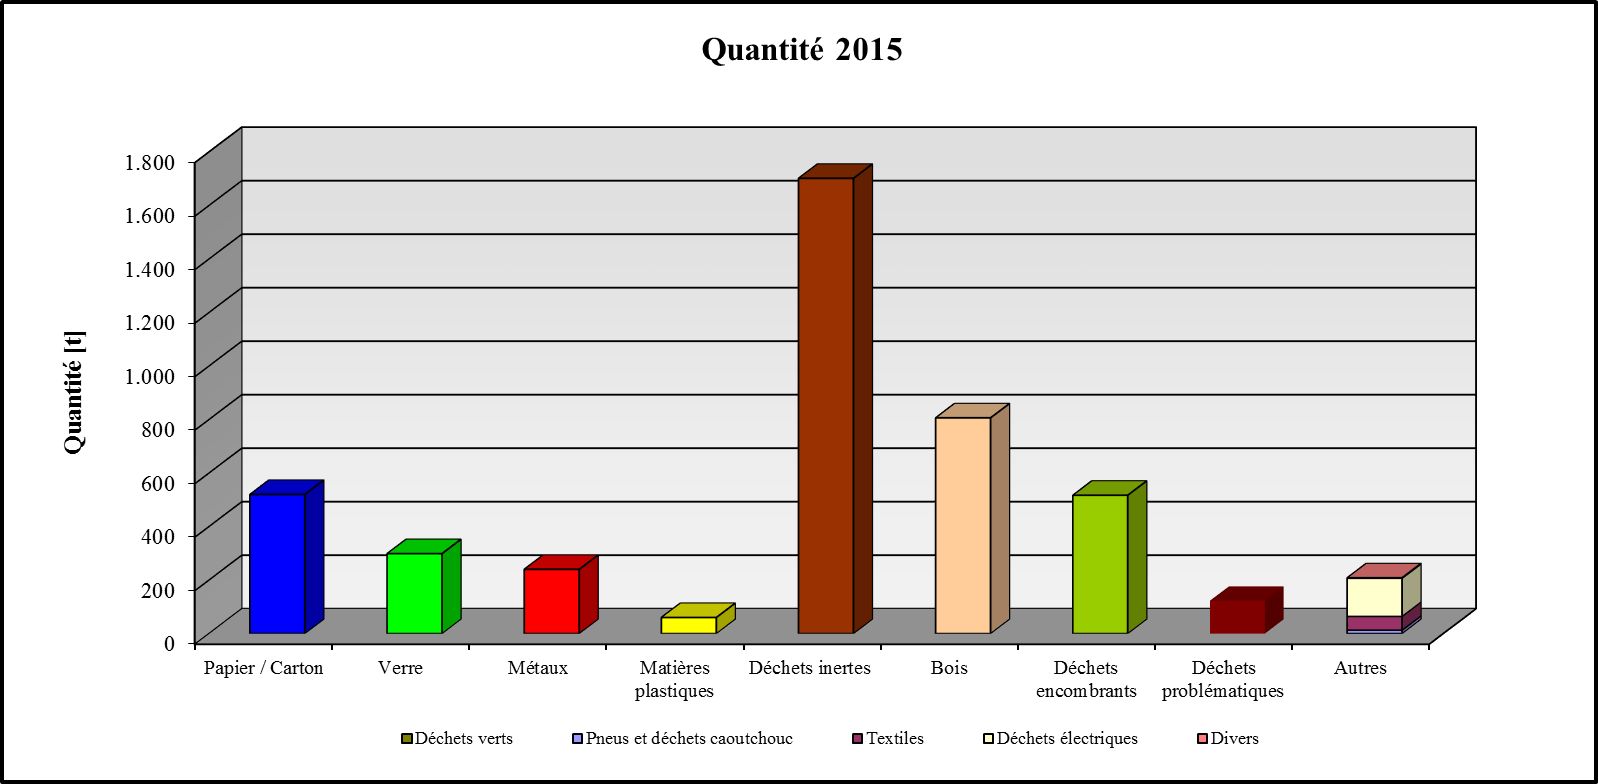 Quantité 2015
Quantité [t]
1.800
1.600
1.400
1.200
1.000
800
600
400
200
0
Papier / Carton
Verre
Métaux
Matières
plastiques
Déchets inertes
Bois
Déchets
encombrants
Déchets
problématiques
Autres
Déchets verts
Pneus et déchets caoutchouc
Textiles
Déchets électriques
Divers